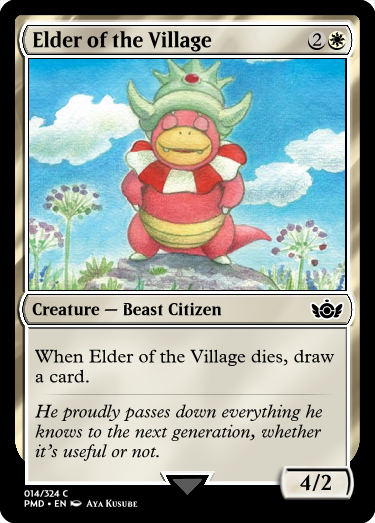 Elder of the Village 2
Creature — Beast Citizen
When Elder of the Village dies, draw
a card.
He proudly passes down everything he
knows to the next generation, whether
it's useful or not.
4/2
014/324 C
PMD • EN Aya Kusube